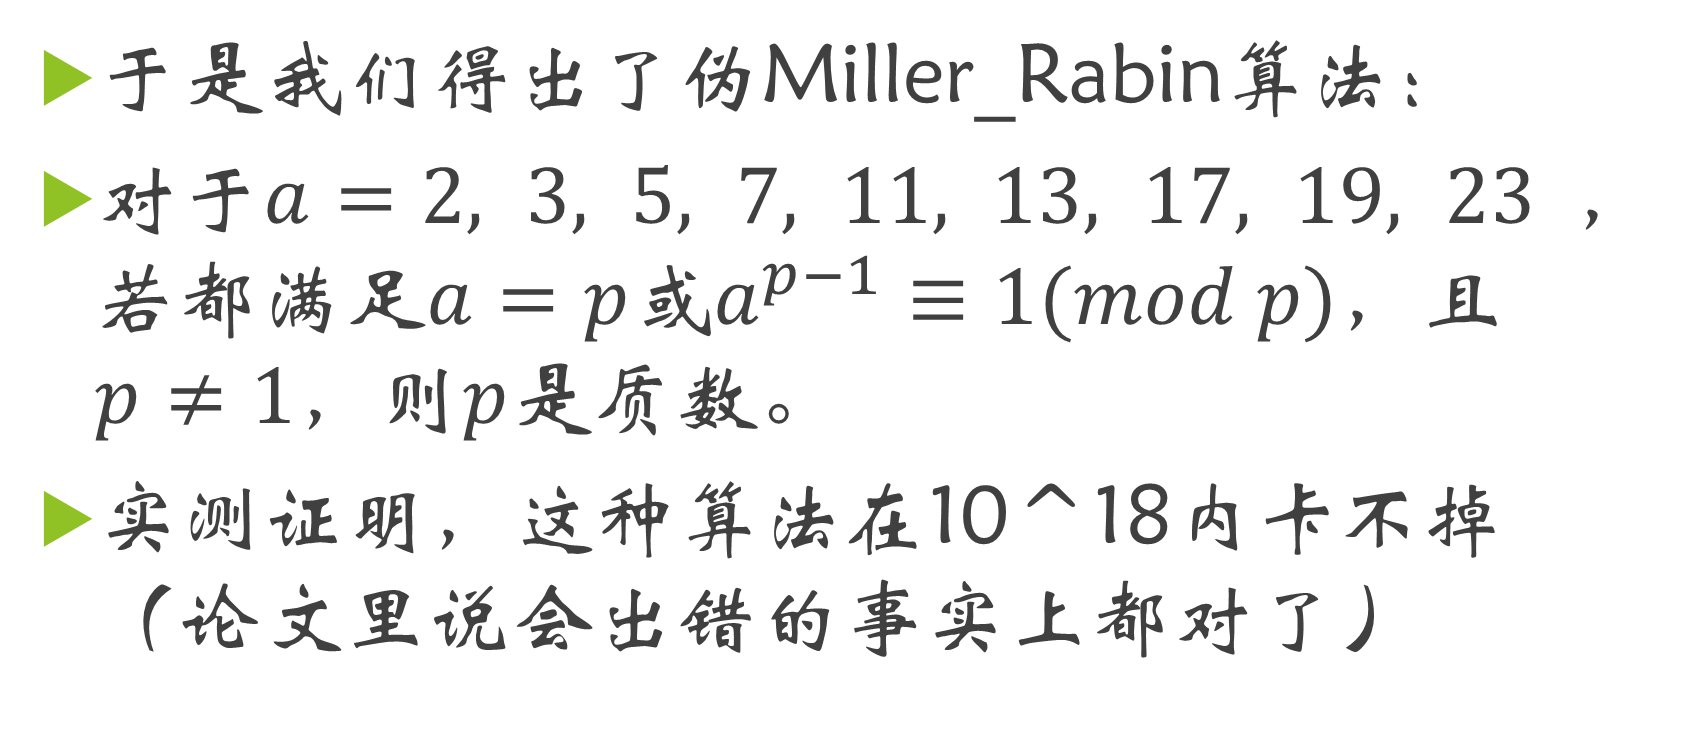 于是我们得出了伪Miller_Rabin算法：
对于a = 2, 3, 5, 7, 11, 13, 17, 19, 23 ，
若都满足a = p或a^{p−1} ≡ 1(mod p)，且
p ≠ 1，则p是质数。
实测证明，这种算法在10^18内卡不掉
（论文里说会出错的事实上都对了）